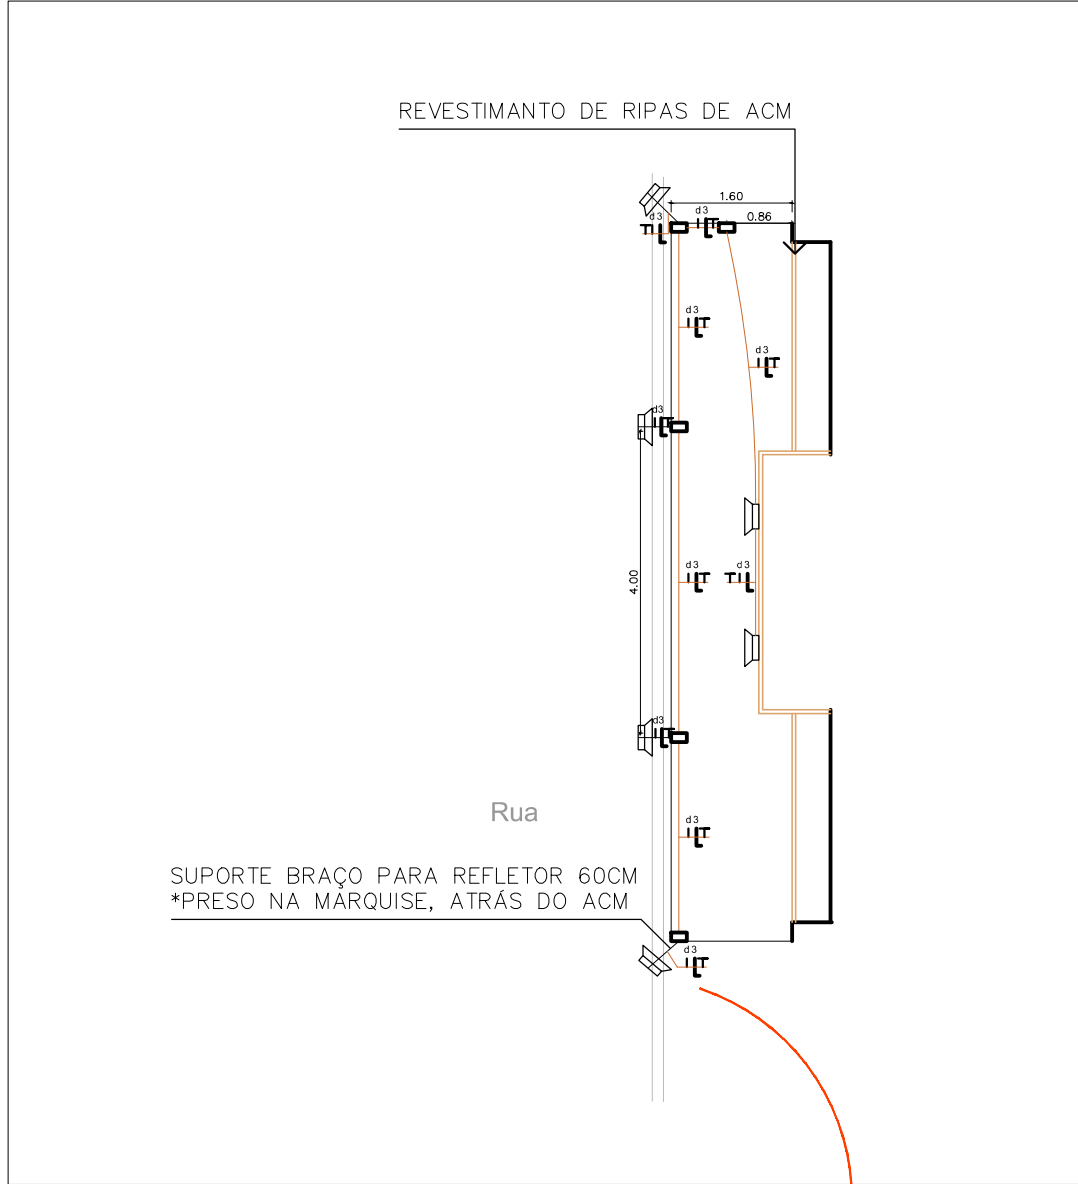 REVESTIMANTO DE RIPAS DE ACM
1.60
d3
d3
0.86
d3
d3
d3
4.00
d3
d3
d3
Rua
d3
SUPORTE BRAÇO PARA REFLETOR 60CM
*PRESO NA MARQUISE, ATRÁS DO ACM
d3